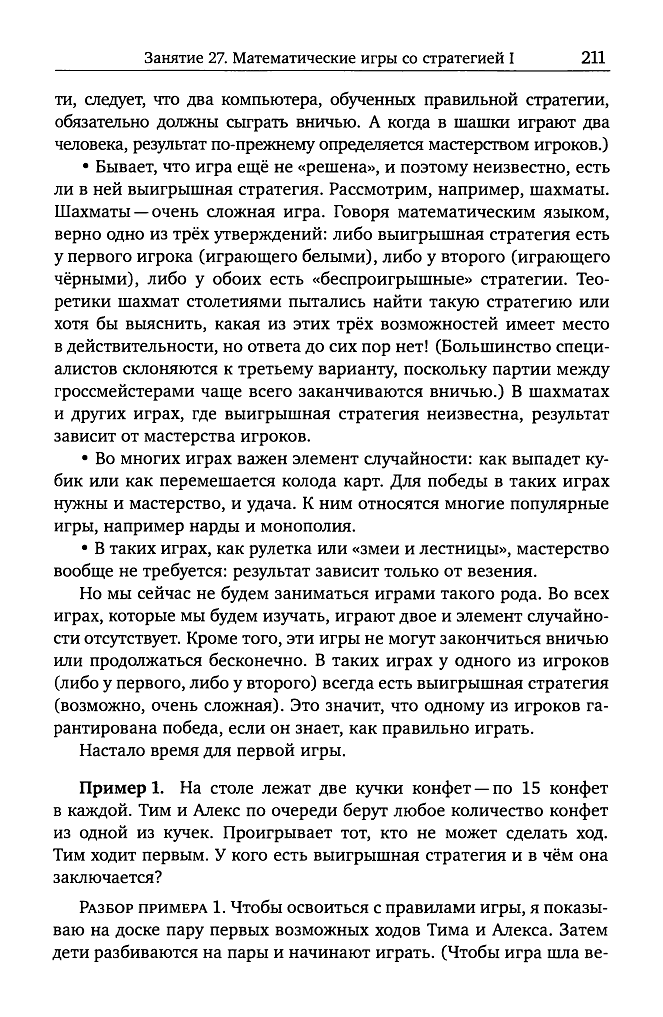 Занятие 27. Математические игры со стратегией I 211
ти, следует, что два компьютера, обученных правильной стратегии,
обязательно должны сыграть вничью. А когда в шашки играют два
человека, результат по-прежнему определяется мастерством игроков.)
• Бывает, что игра ещё не «решена», и поэтому неизвестно, есть
ли в ней выигрышная стратегия. Рассмотрим, например, шахматы.
Шахматы — очень сложная игра. Говоря математическим языком,
верно одно из трёх утверждений: либо выигрышная стратегия есть
у первого игрока (играющего белыми), либо у второго (играющего
чёрными), либо у обоих есть «беспроигрышные» стратегии. Тео-
ретики шахмат столетиями пытались найти такую стратегию или
хотя бы выяснить, какая из этих трёх возможностей имеет место
в действительности, но ответа до сих пор нет! (Большинство специ-
алистов склоняются к третьему варианту, поскольку партии между
гроссмейстерами чаще всего заканчиваются вничью.) В шахматах
и других играх, где выигрышная стратегия неизвестна, результат
зависит от мастерства игроков.
• Во многих играх важен элемент случайности: как выпадет ку-
бик или как перемешается колода карт. Для победы в таких играх
нужны и мастерство, и удача. К ним относятся многие популярные
игры, например нарды и монополия.
• В таких играх, как рулетка или «змеи и лестницы», мастерство
вообще не требуется: результат зависит только от везения.
Но мы сейчас не будем заниматься играми такого рода. Во всех
играх, которые мы будем изучать, играют двое и элемент случайно-
сти отсутствует. Кроме того, эти игры не могут закончиться вничью
или продолжаться бесконечно. В таких играх у одного из игроков
(либо у первого, либо у второго) всегда есть выигрышная стратегия
(возможно, очень сложная). Это значит, что одному из игроков га-
рантирована победа, если он знает, как правильно играть.
Настало время для первой игры.
Пример 1. На столе лежат две кучки конфет — по 15 конфет
в каждой. Тим и Алекс по очереди берут любое количество конфет
из одной из кучек. Проигрывает тот, кто не может сделать ход.
Тим ходит первым. У кого есть выигрышная стратегия и в чём она
заключается?
Разбор примера 1. Чтобы освоиться с правилами игры, я показы-
ваю на доске пару первых возможных ходов Тима и Алекса. Затем
дети разбиваются на пары и начинают играть. (Чтобы игра шла ве-